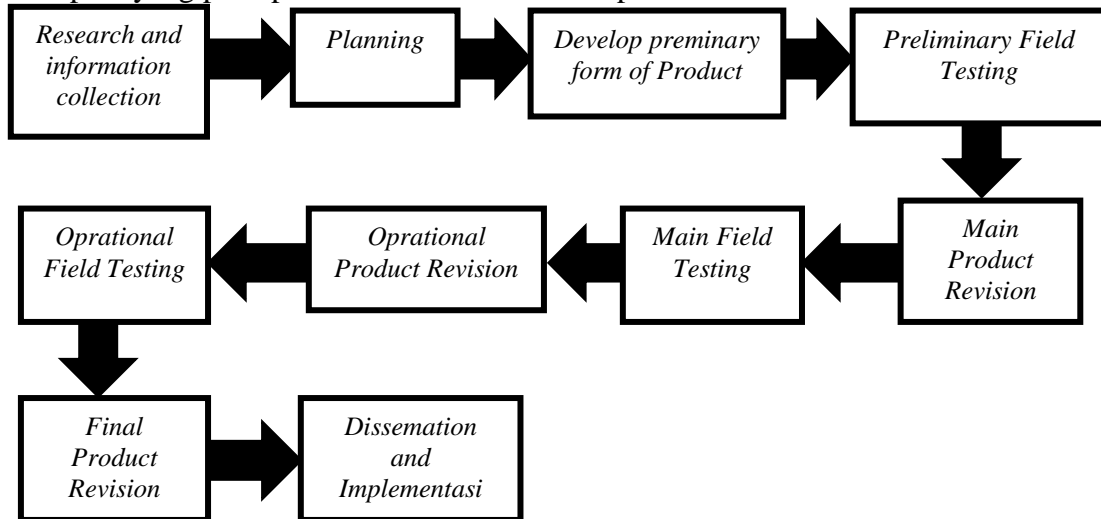 Research and
information
collection
Planning
Develop preminary
form of Product
Preliminary Field
Testing
Main
Product
Revision
Main Field
Testing
Oprational
Product Revision
Oprational
Field Testing
Final
Product
Revision
Dissemation
and
Implementasi